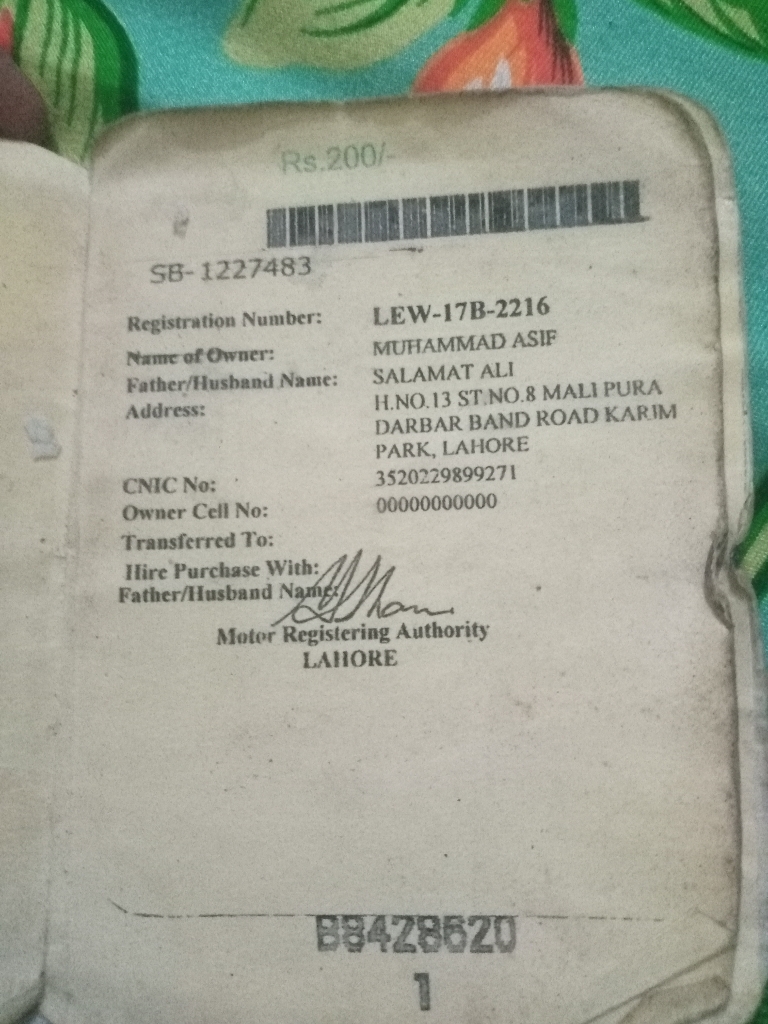 Rs.200/-
SB-1227483
Registration Number: LEW-17B-2216
Name of Owner: MUHAMMAD ASIF
Father/Husband Name: SALAMAT ALI
Address: H.NO.13 ST.NO.8 MALI PURA
DARBAR BAND ROAD KARIM
PARK, LAHORE
CNIC No: 3520229899271
Owner Cell No: 00000000000
Transferred To:
Hire Purchase With:
Father/Husband Name:
Motor Registering Authority
LAHORE
B8428620
1